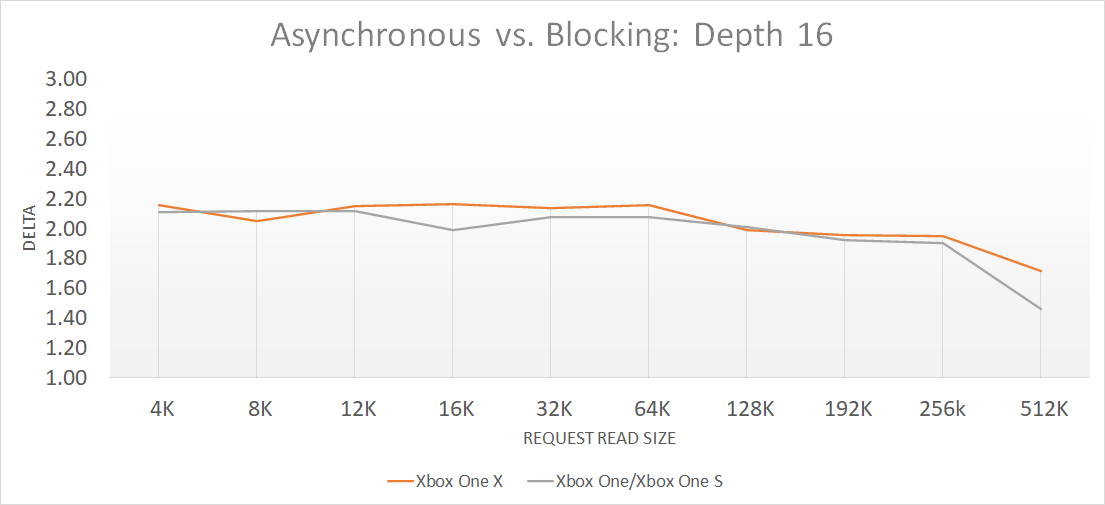 Asynchronous vs. Blocking: Depth 16
3.00
2.80
2.60
2.40
2.20
2.00
1.80
1.60
1.40
1.20
1.00
DELTA
4K 8K 12K 16K 32K 64K 128K 192K 256k 512K
REQUEST READ SIZE
Xbox One X Xbox One/Xbox One S